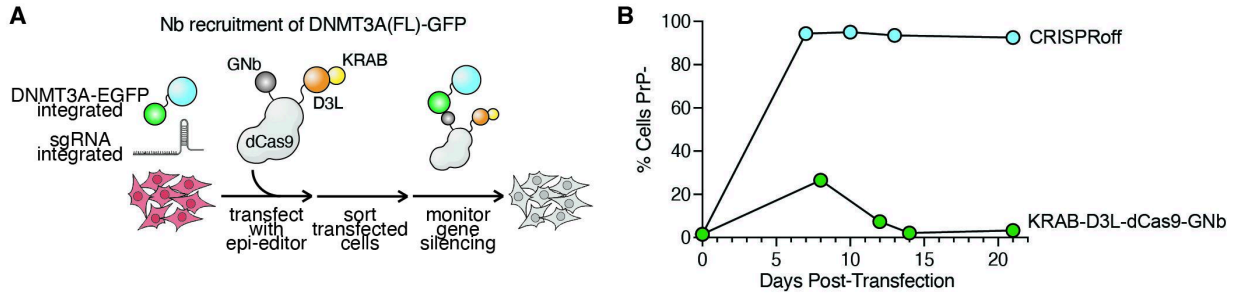 A
Nb recruitment of DNMT3A(FL)-GFP
GNb
KRAB
D3L
DNMT3A-EGFP
integrated
sgRNA
integrated
dCas9
transfect
with
epi-editor
sort
transfected
cells
monitor
gene
silencing
B
% Cells PrP-
100
80
60
40
20
0
0
5
10
15
20
Days Post-Transfection
CRISPRoff
KRAB-D3L-dCas9-GNb